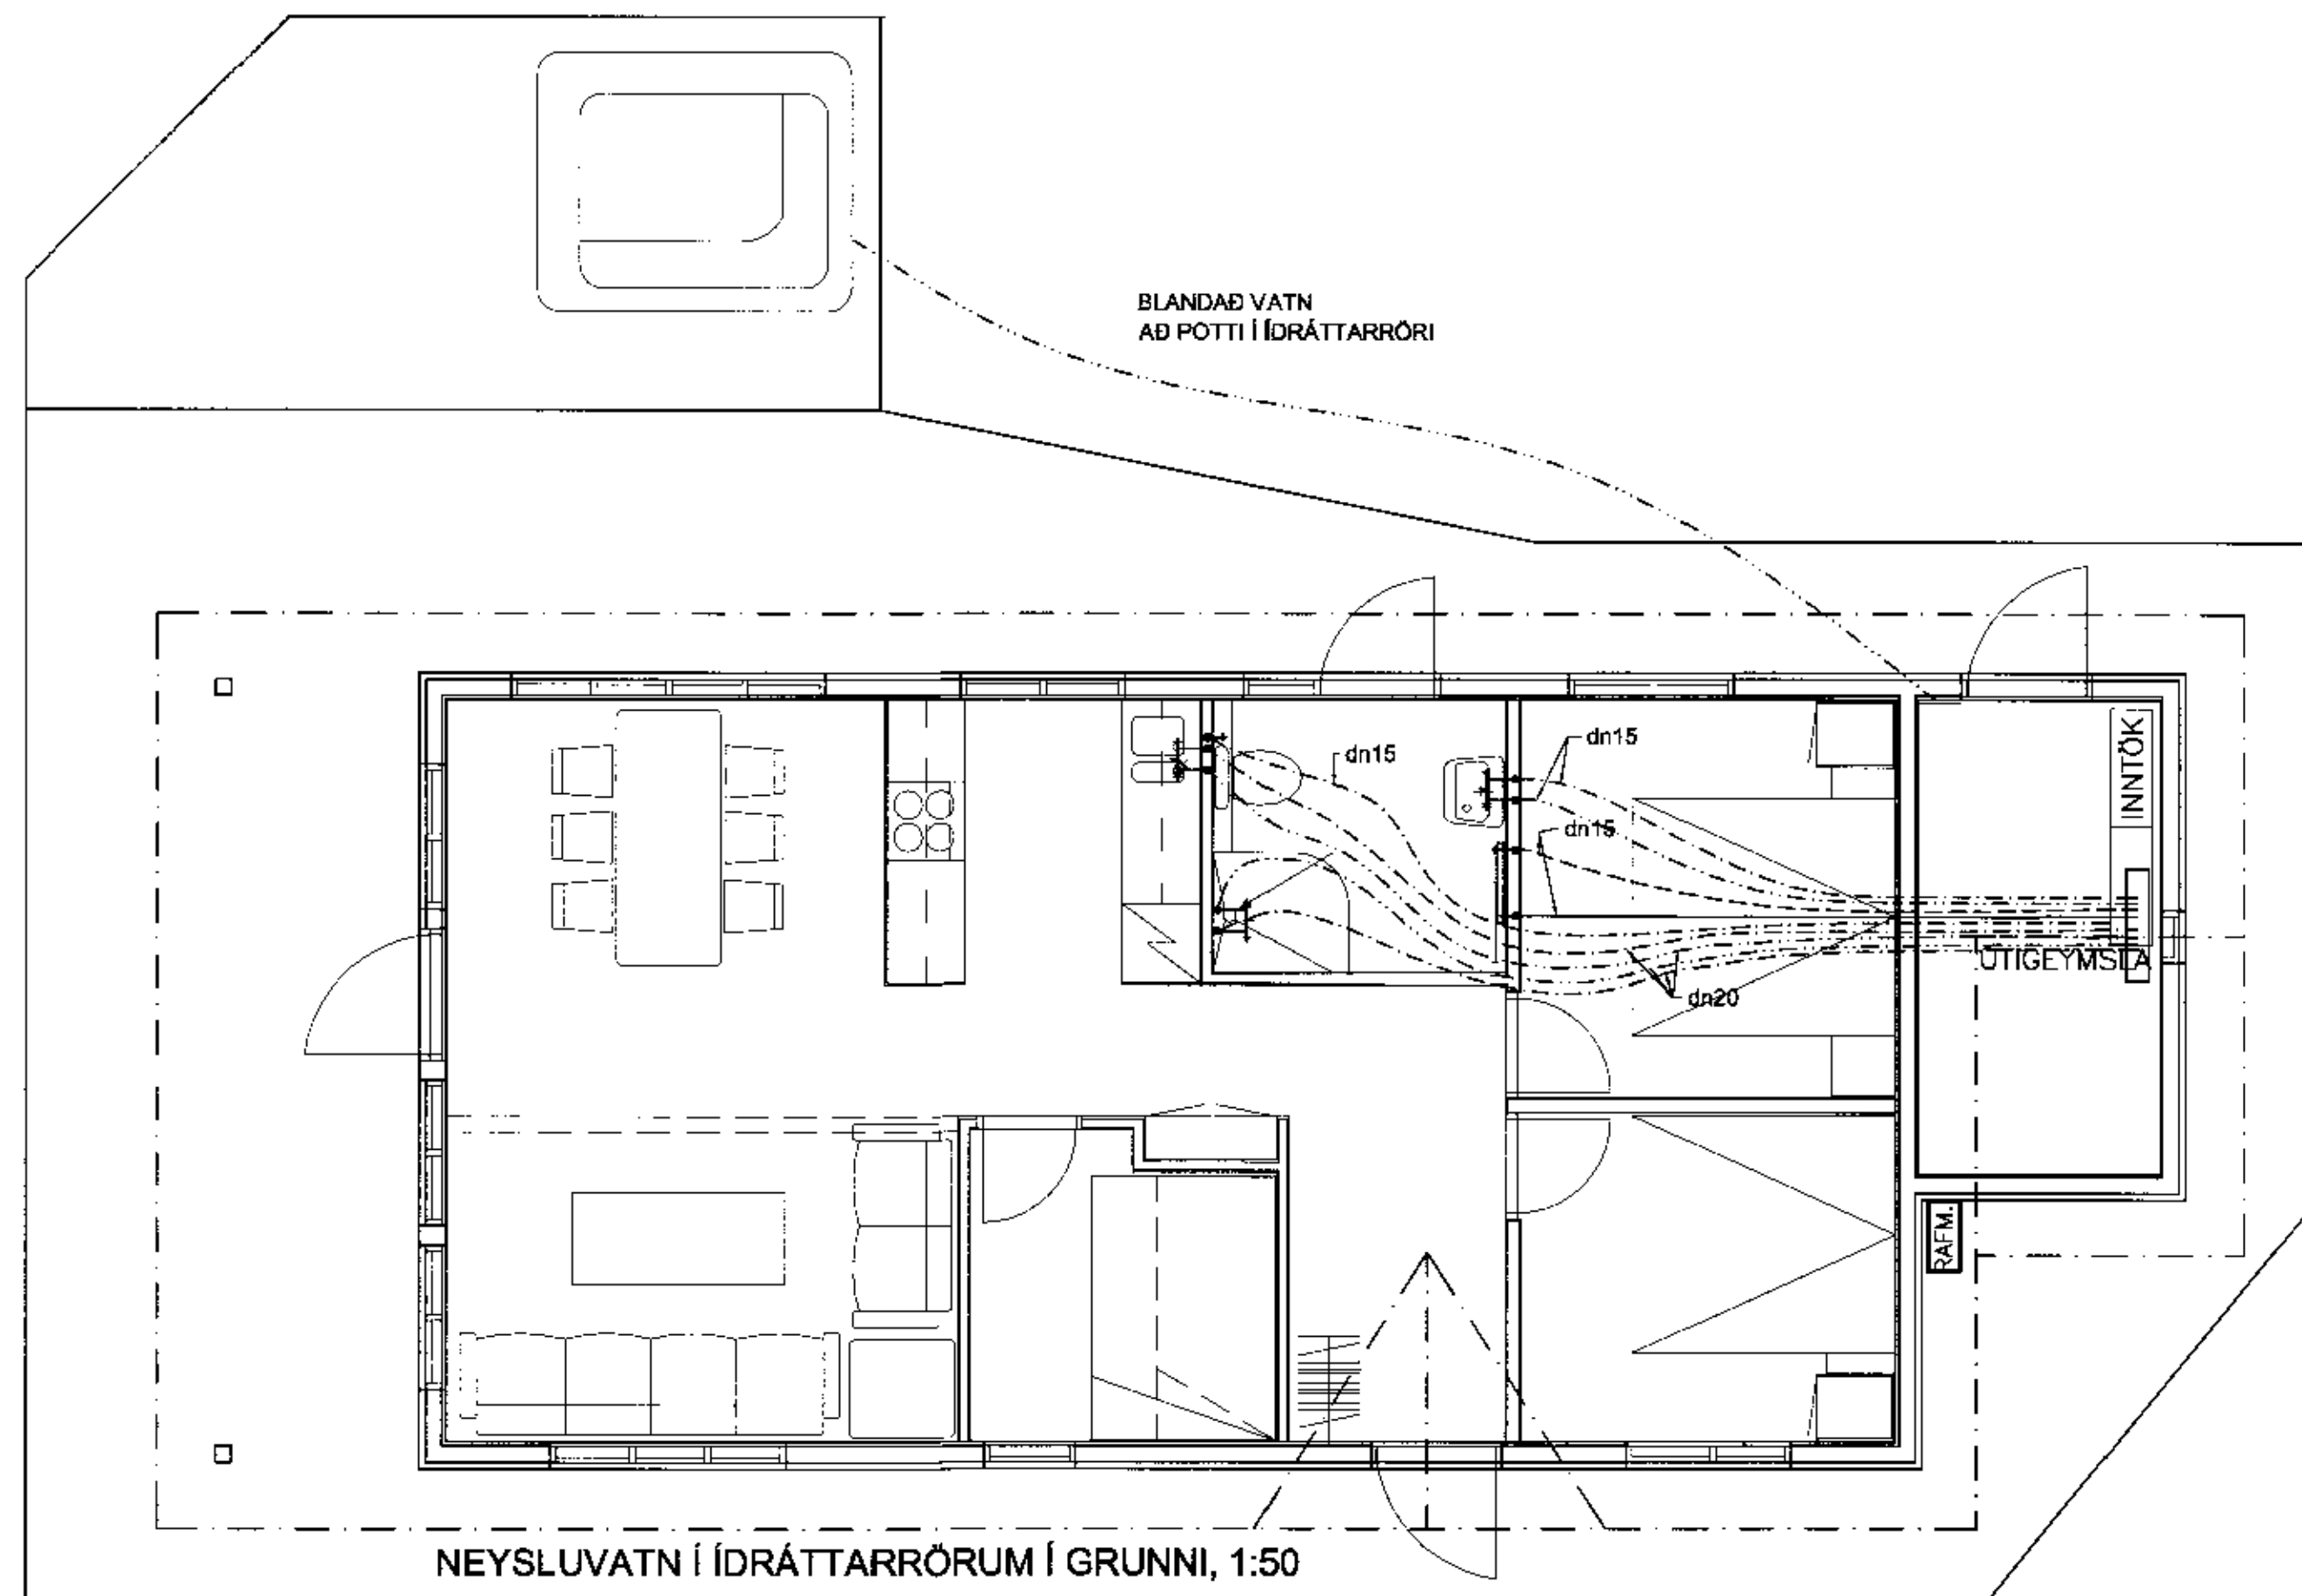 BLANDAÐ VATN
AÐ POTTI Í ÍDRÁTTARRÖRI
dn15
dn15
dn15
INNTÖK
ÚTIGEYMSLA
dn20
RAFM.
NEYSLUVATN Í ÍDRÁTTARRÖRUM Í GRUNNI, 1:50